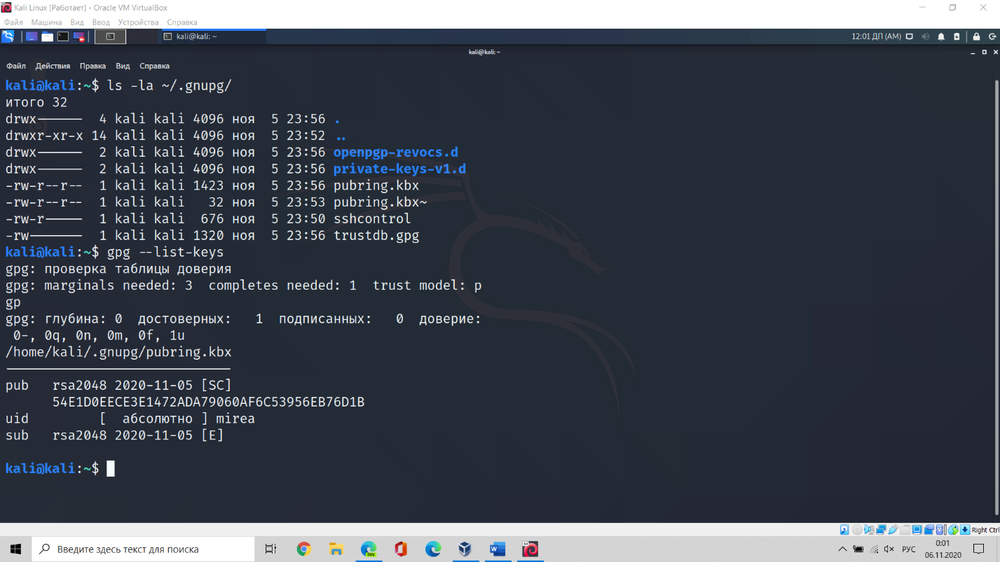 Kali Linux [Работает] - Oracle VM VirtualBox
Файл Машина Вид Ввод Устройства Справка
kali@kali: ~ 12:01 ДП (AM)
kali@kali: ~
Файл Действия Правка Вид Справка
kali@kali:~$ ls -la ~/.gnupg/
итого 32
drwx------ 4 kali kali 4096 ноя 5 23:56 .
drwxr-xr-x 14 kali kali 4096 ноя 5 23:52 ..
drwx------ 2 kali kali 4096 ноя 5 23:56 openpgp-revocs.d
drwx------ 2 kali kali 4096 ноя 5 23:56 private-keys-v1.d
-rw-r--r-- 1 kali kali 1423 ноя 5 23:56 pubring.kbx
-rw-r--r-- 1 kali kali 32 ноя 5 23:53 pubring.kbx~
-rw-r----- 1 kali kali 676 ноя 5 23:50 sshcontrol
-rw------- 1 kali kali 1320 ноя 5 23:56 trustdb.gpg
kali@kali:~$ gpg --list-keys
gpg: проверка таблицы доверия
gpg: marginals needed: 3 completes needed: 1 trust model: p
gp
gpg: глубина: 0 достоверных: 1 подписанных: 0 доверие:
0-, 0q, 0n, 0m, 0f, 1u
/home/kali/.gnupg/pubring.kbx
-----------------------------
pub rsa2048 2020-11-05 [SC]
54E1D0EECE3E1472ADA79060AF6C53956EB76D1B
uid [ абсолютно ] mirea
sub rsa2048 2020-11-05 [E]
kali@kali:~$
Right Ctrl
Введите здесь текст для поиска
DEV
РУС
0:01
06.11.2020